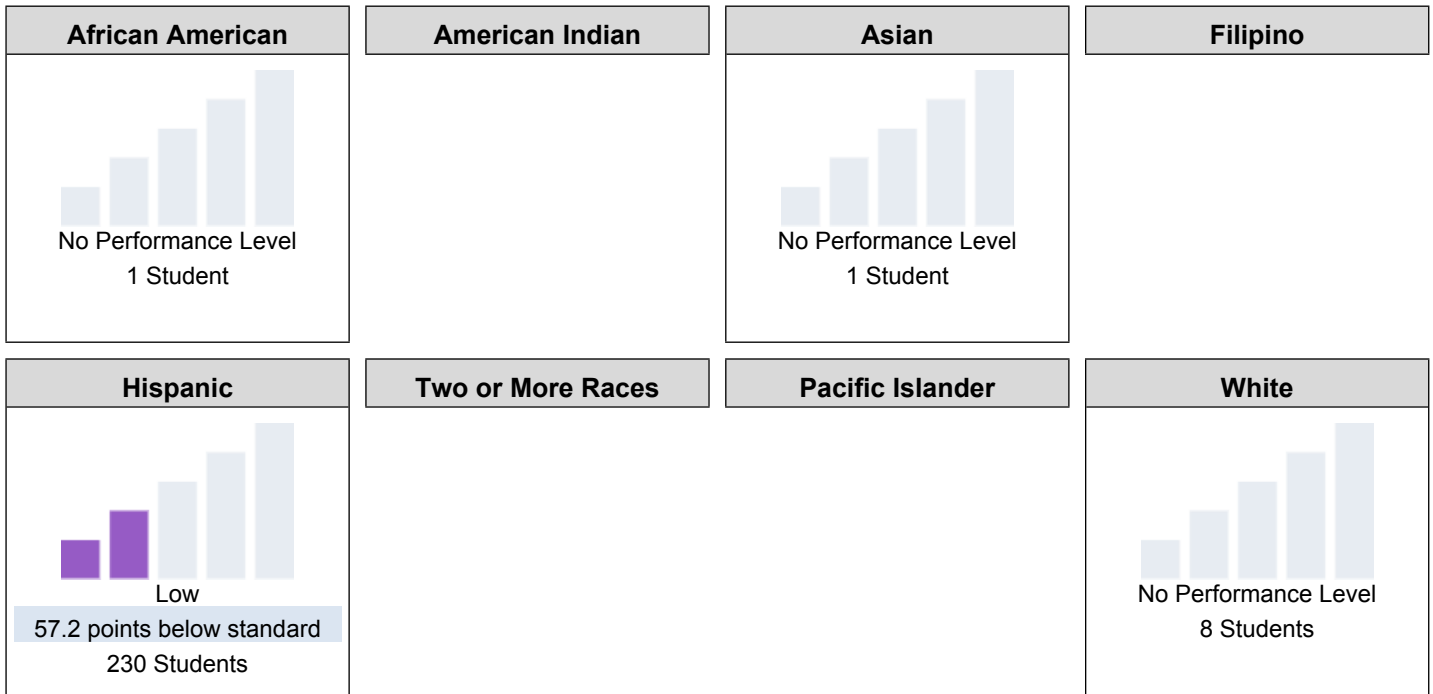 African American
No Performance Level
1 Student
American Indian
Asian
No Performance Level
1 Student
Filipino
Hispanic
Low
57.2 points below standard
230 Students
Two or More Races
Pacific Islander
White
No Performance Level
8 Students